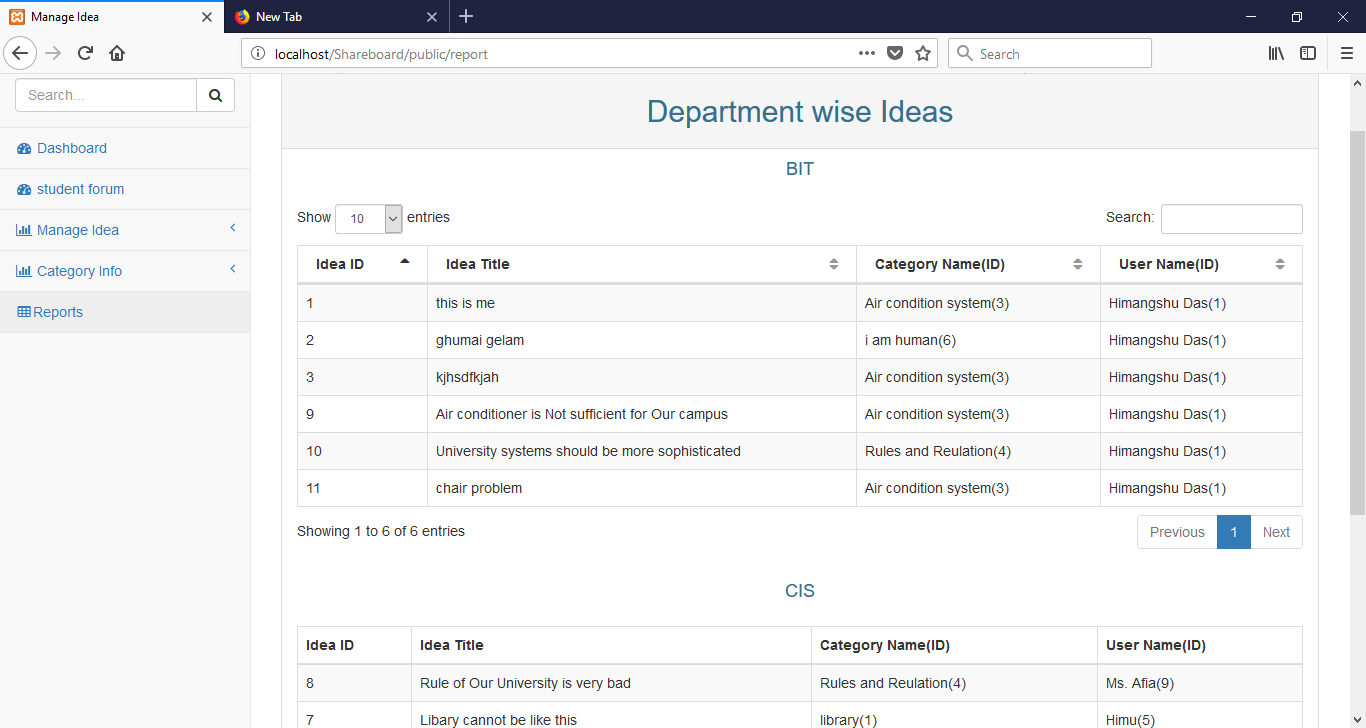 Manage Idea
New Tab
localhost/Shareboard/public/report
Search
Search...
Dashboard
student forum
Manage Idea
Category Info
Reports
Department wise Ideas
BIT
Show 10 entries
Search:
Idea ID Idea Title Category Name(ID) User Name(ID)
1 this is me Air condition system(3) Himangshu Das(1)
2 ghumai gelam i am human(6) Himangshu Das(1)
3 kjhsdfkjah Air condition system(3) Himangshu Das(1)
9 Air conditioner is Not sufficient for Our campus Air condition system(3) Himangshu Das(1)
10 University systems should be more sophisticated Rules and Reulation(4) Himangshu Das(1)
11 chair problem Air condition system(3) Himangshu Das(1)
Showing 1 to 6 of 6 entries
Previous 1 Next
CIS
Idea ID Idea Title Category Name(ID) User Name(ID)
8 Rule of Our University is very bad Rules and Reulation(4) Ms. Afia(9)
7 Libary cannot be like this library(1) Himu(5)